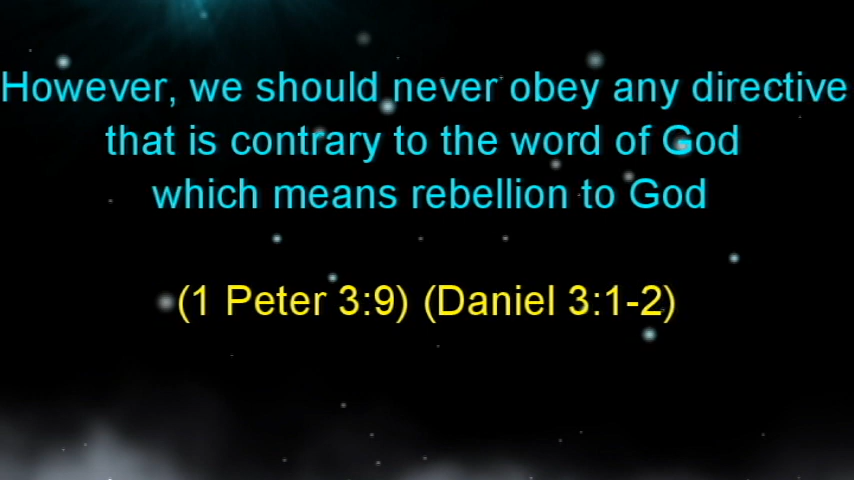 However, we should never obey any directive
that is contrary to the word of God
which means rebellion to God
(1 Peter 3:9) (Daniel 3:1-2)